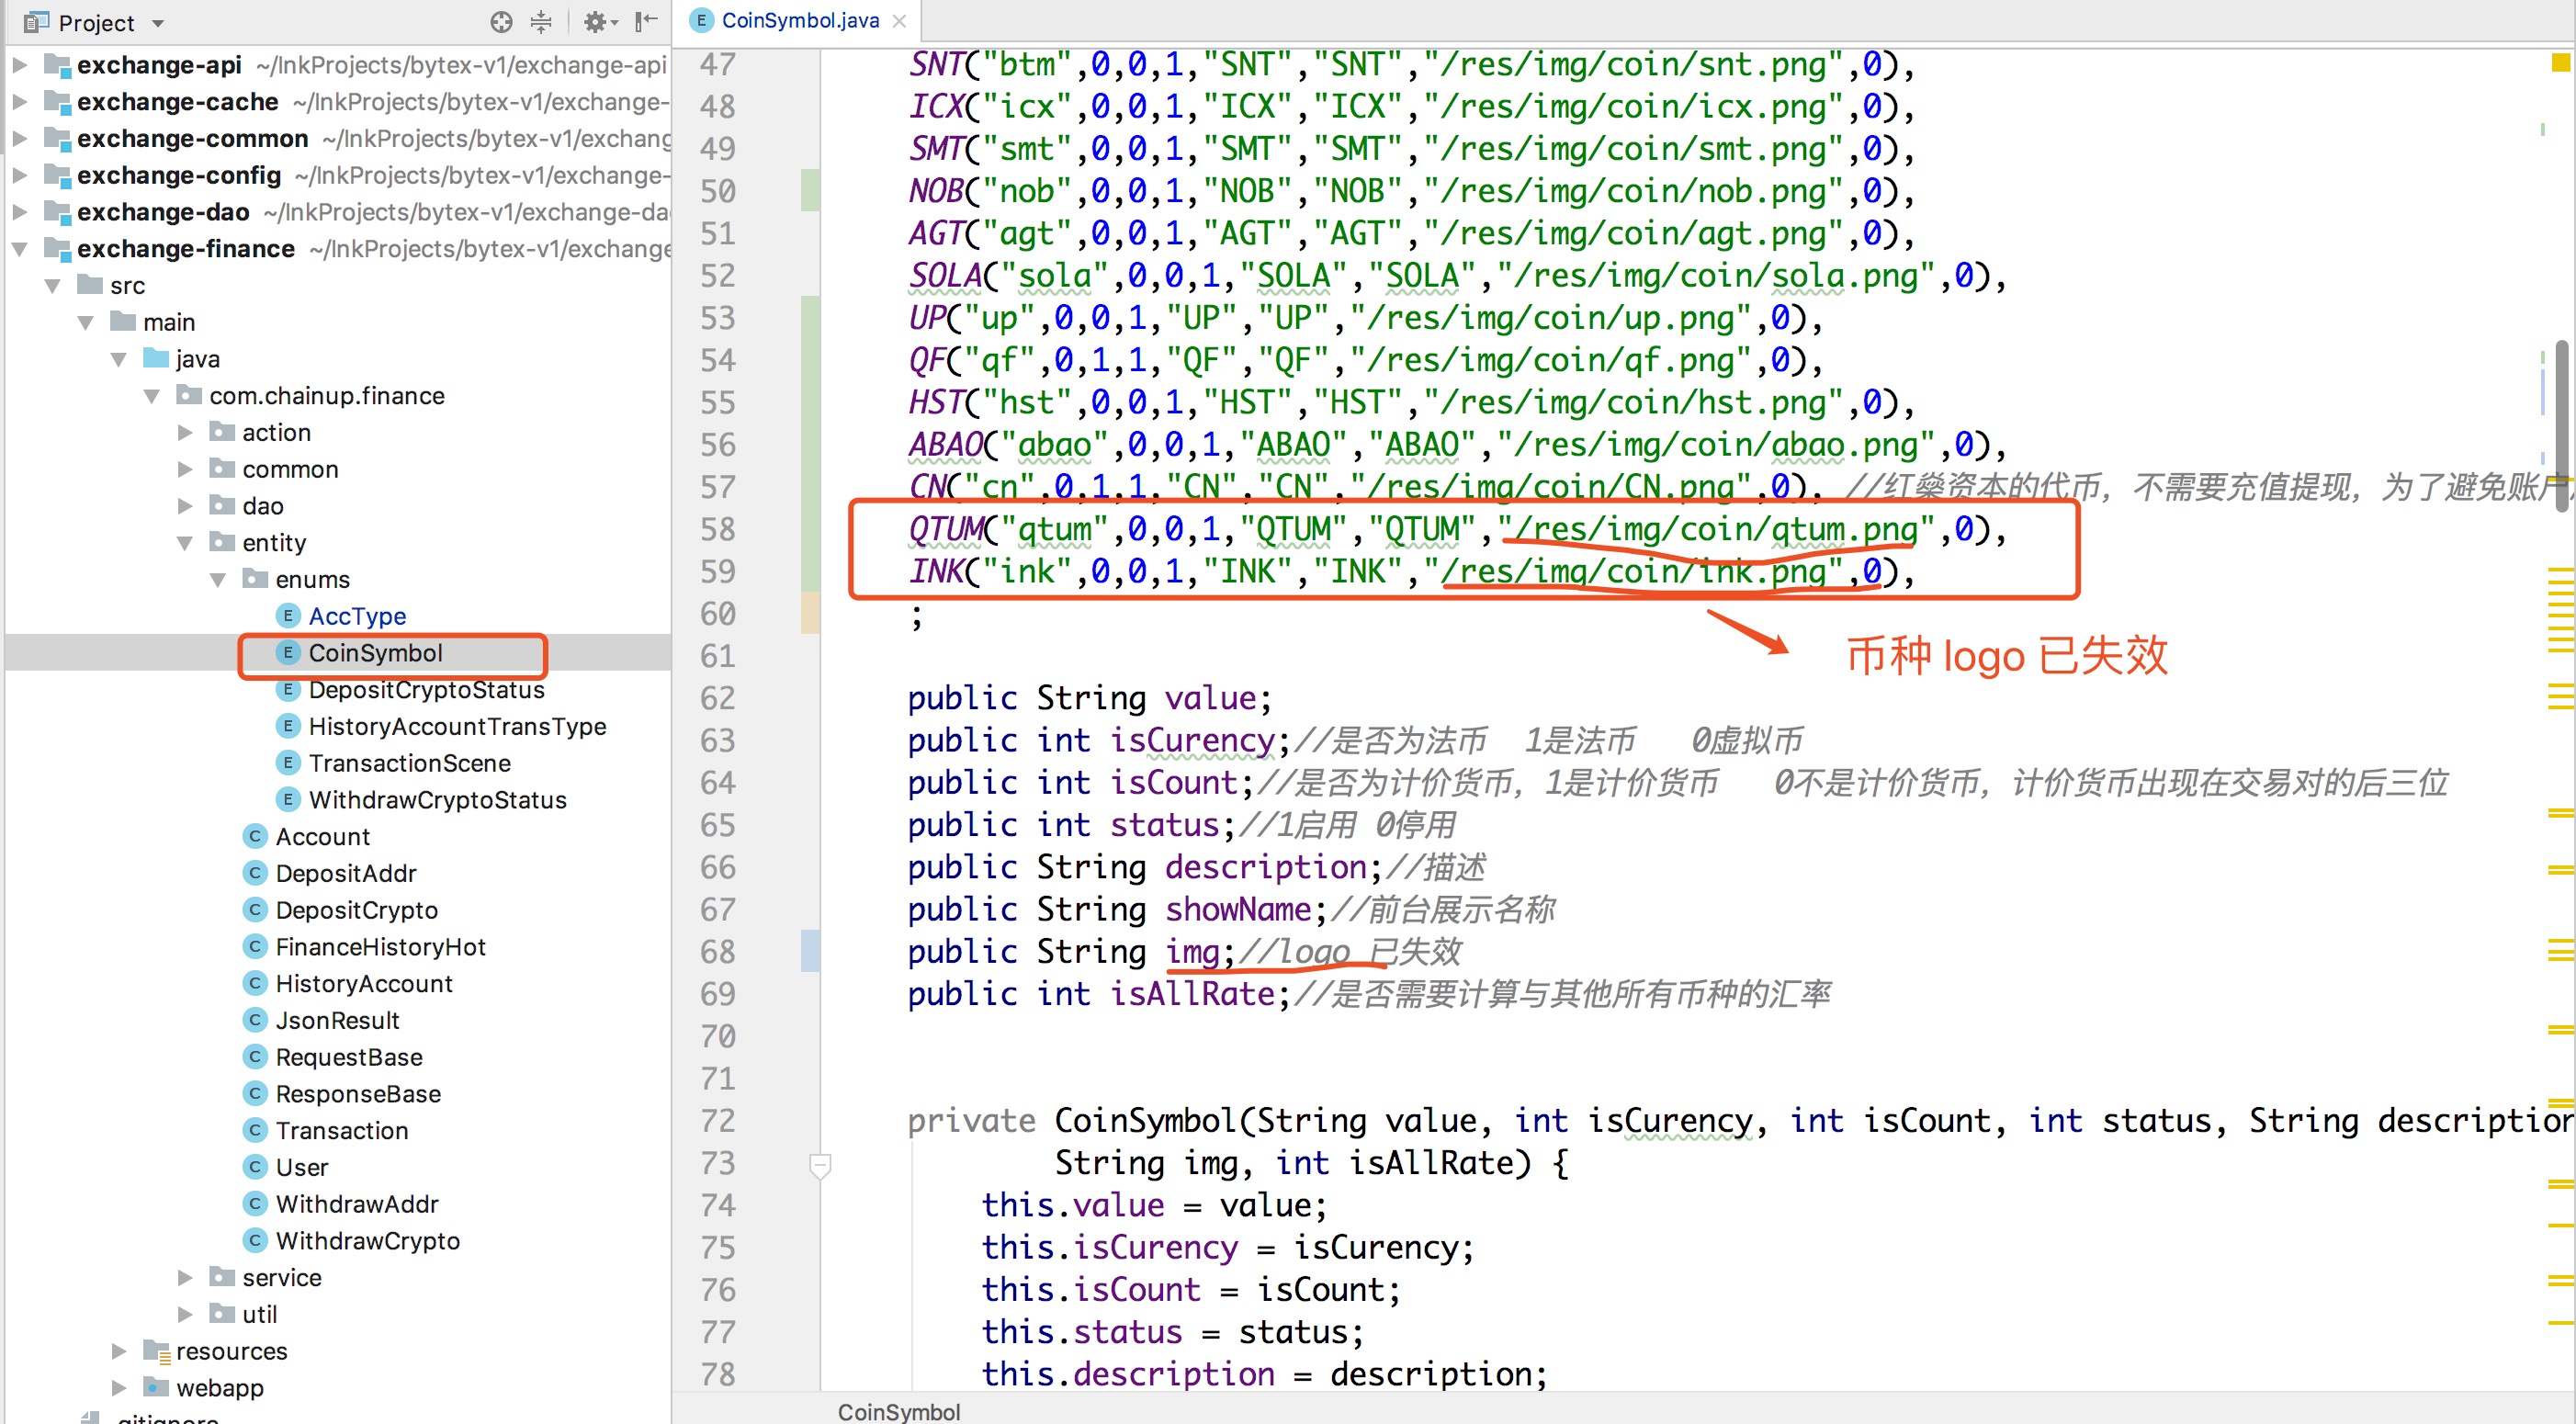 Project
exchange-api ~/InkProjects/bytex-v1/exchange-api
exchange-cache ~/InkProjects/bytex-v1/exchange-
exchange-common ~/InkProjects/bytex-v1/exchang
exchange-config ~/InkProjects/bytex-v1/exchange-
exchange-dao ~/InkProjects/bytex-v1/exchange-da
exchange-finance ~/InkProjects/bytex-v1/exchange
src
main
java
com.chainup.finance
action
common
dao
entity
enums
AccType
CoinSymbol
DepositCryptoStatus
HistoryAccountTransType
TransactionScene
WithdrawCryptoStatus
Account
DepositAddr
DepositCrypto
FinanceHistoryHot
HistoryAccount
JsonResult
RequestBase
ResponseBase
Transaction
User
WithdrawAddr
WithdrawCrypto
service
util
resources
webapp
.gitignore
CoinSymbol.java
47 SNT("btm",0,0,1,"SNT","SNT","/res/img/coin/snt.png",0),
48 ICX("icx",0,0,1,"ICX","ICX","/res/img/coin/icx.png",0),
49 SMT("smt",0,0,1,"SMT","SMT","/res/img/coin/smt.png",0),
50 NOB("nob",0,0,1,"NOB","NOB","/res/img/coin/nob.png",0),
51 AGT("agt",0,0,1,"AGT","AGT","/res/img/coin/agt.png",0),
52 SOLA("sola",0,0,1,"SOLA","SOLA","/res/img/coin/sola.png",0),
53 UP("up",0,0,1,"UP","UP","/res/img/coin/up.png",0),
54 QF("qf",0,1,1,"QF","QF","/res/img/coin/qf.png",0),
55 HST("hst",0,0,1,"HST","HST","/res/img/coin/hst.png",0),
56 ABAO("abao",0,0,1,"ABAO","ABAO","/res/img/coin/abao.png",0),
57 CN("cn",0,1,1,"CN","CN","/res/img/coin/CN.png",0), //红燊资本的代币，不需要充值提现，为了避免账户
58 QTUM("qtum",0,0,1,"QTUM","QTUM","/res/img/coin/qtum.png",0),
59 INK("ink",0,0,1,"INK","INK","/res/img/coin/ink.png",0),
60 ;
61 币种 logo 已失效
62 public String value;
63 public int isCurency;//是否为法币 1是法币 0虚拟币
64 public int isCount;//是否为计价货币，1是计价货币 0不是计价货币，计价货币出现在交易对的后三位
65 public int status;//1启用 0停用
66 public String description;//描述
67 public String showName;//前台展示名称
68 public String img;//logo 已失效
69 public int isAllRate;//是否需要计算与其他所有币种的汇率
70
71
72 private CoinSymbol(String value, int isCurency, int isCount, int status, String description
73 String img, int isAllRate) {
74 this.value = value;
75 this.isCurency = isCurency;
76 this.isCount = isCount;
77 this.status = status;
78 this.description = description;
CoinSymbol